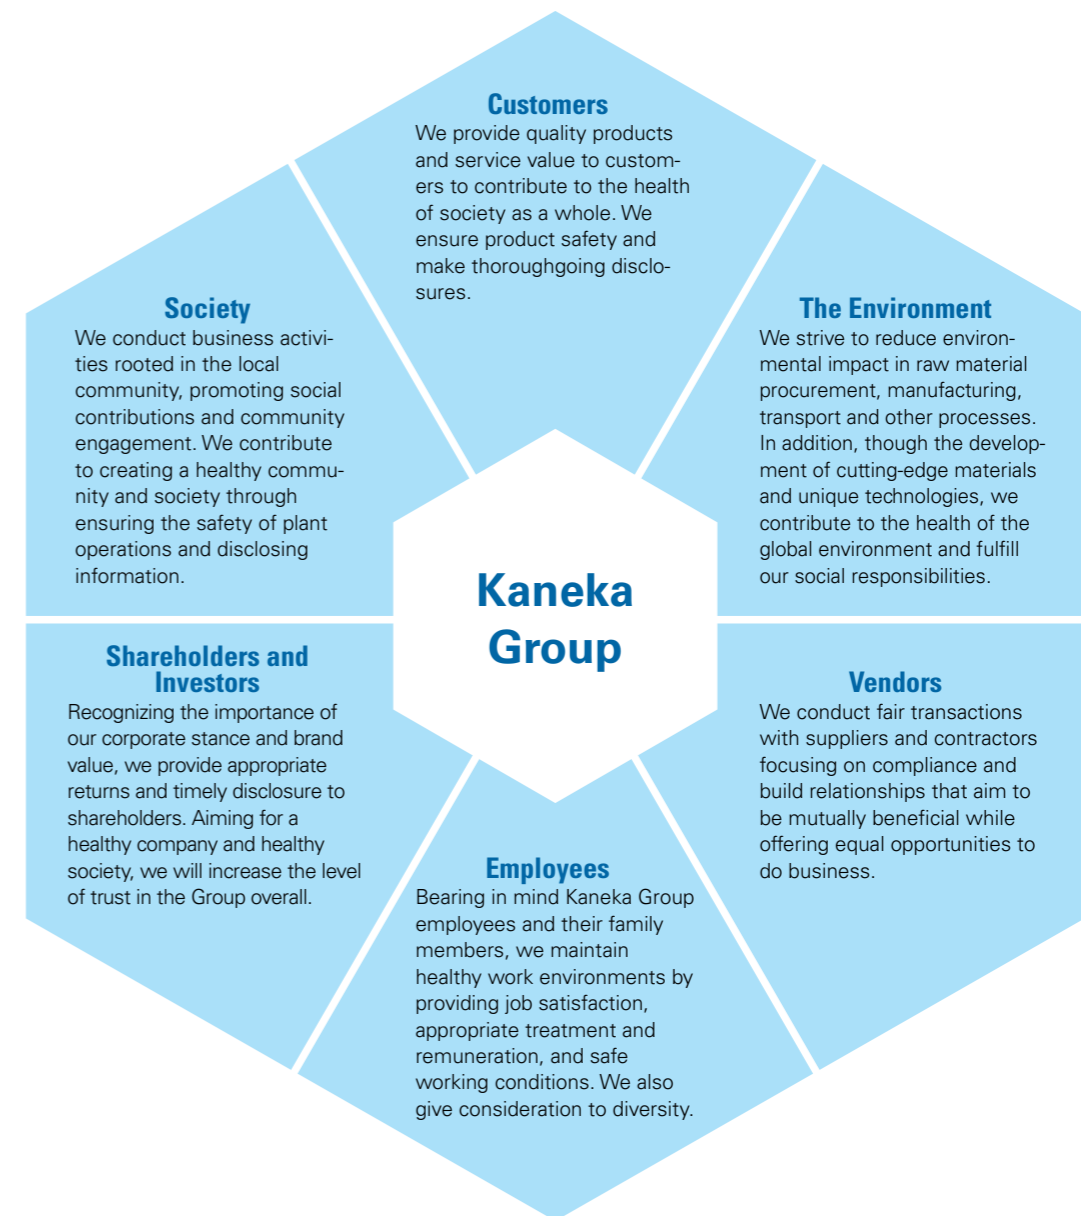 Customers
We provide quality products
and service value to custom-
ers to contribute to the health
of society as a whole. We
ensure product safety and
make thoroughgoing disclo-
sures.
Society
We conduct business activi-
ties rooted in the local
community, promoting social
contributions and community
engagement. We contribute
to creating a healthy commu-
nity and society through
ensuring the safety of plant
operations and disclosing
information.
The Environment
We strive to reduce environ-
mental impact in raw material
procurement, manufacturing,
transport and other processes.
In addition, though the develop-
ment of cutting-edge materials
and unique technologies, we
contribute to the health of the
global environment and fulfill
our social responsibilities.
Kaneka
Group
Shareholders and
Investors
Recognizing the importance of
our corporate stance and brand
value, we provide appropriate
returns and timely disclosure to
shareholders. Aiming for a
healthy company and healthy
society, we will increase the level
of trust in the Group overall.
Vendors
We conduct fair transactions
with suppliers and contractors
focusing on compliance and
build relationships that aim to
be mutually beneficial while
offering equal opportunities to
do business.
Employees
Bearing in mind Kaneka Group
employees and their family
members, we maintain
healthy work environments by
providing job satisfaction,
appropriate treatment and
remuneration, and safe
working conditions. We also
give consideration to diversity.